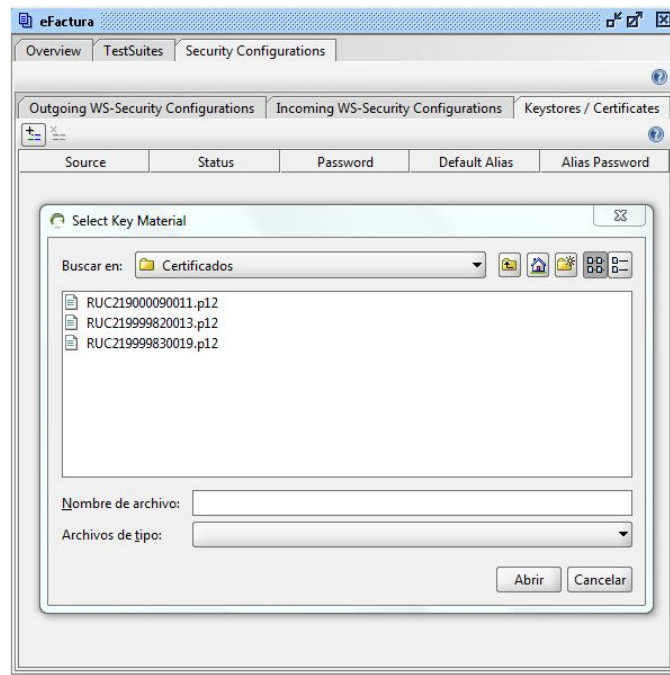 eFactura
Overview TestSuites Security Configurations
Outgoing WS-Security Configurations Incoming WS-Security Configurations Keystores / Certificates
Source Status Password Default Alias Alias Password
Select Key Material
Buscar en: Certificados
RUC219000090011.p12
RUC219999820013.p12
RUC219999830019.p12
Nombre de archivo:
Archivos de tipo:
Abrir Cancelar